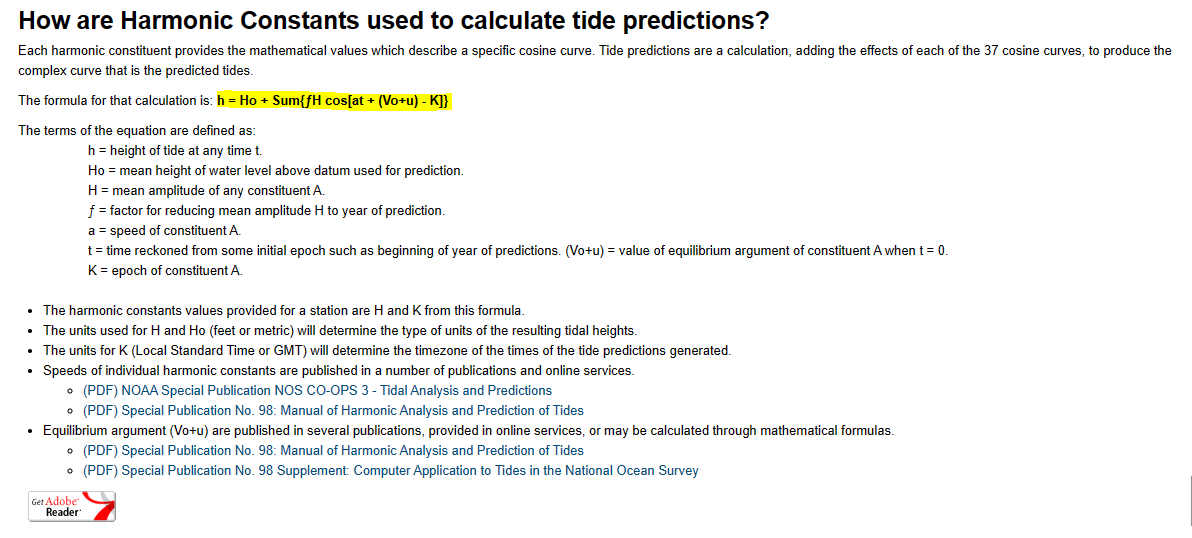 How are Harmonic Constants used to calculate tide predictions?
Each harmonic constituent provides the mathematical values which describe a specific cosine curve. Tide predictions are a calculation, adding the effects of each of the 37 cosine curves, to produce the
complex curve that is the predicted tides.
The formula for that calculation is: h = Ho + Sum{ƒH cos[at + (Vo+u) - K]}
The terms of the equation are defined as:
h = height of tide at any time t.
Ho = mean height of water level above datum used for prediction.
H = mean amplitude of any constituent A.
ƒ = factor for reducing mean amplitude H to year of prediction.
a = speed of constituent A.
t = time reckoned from some initial epoch such as beginning of year of predictions. (Vo+u) = value of equilibrium argument of constituent A when t = 0.
K = epoch of constituent A.
• The harmonic constants values provided for a station are H and K from this formula.
• The units used for H and Ho (feet or metric) will determine the type of units of the resulting tidal heights.
• The units for K (Local Standard Time or GMT) will determine the timezone of the times of the tide predictions generated.
• Speeds of individual harmonic constants are published in a number of publications and online services.
○ (PDF) NOAA Special Publication NOS CO-OPS 3 - Tidal Analysis and Predictions
○ (PDF) Special Publication No. 98: Manual of Harmonic Analysis and Prediction of Tides
• Equilibrium argument (Vo+u) are published in several publications, provided in online services, or may be calculated through mathematical formulas.
○ (PDF) Special Publication No. 98: Manual of Harmonic Analysis and Prediction of Tides
○ (PDF) Special Publication No. 98 Supplement: Computer Application to Tides in the National Ocean Survey
Get Adobe
Reader